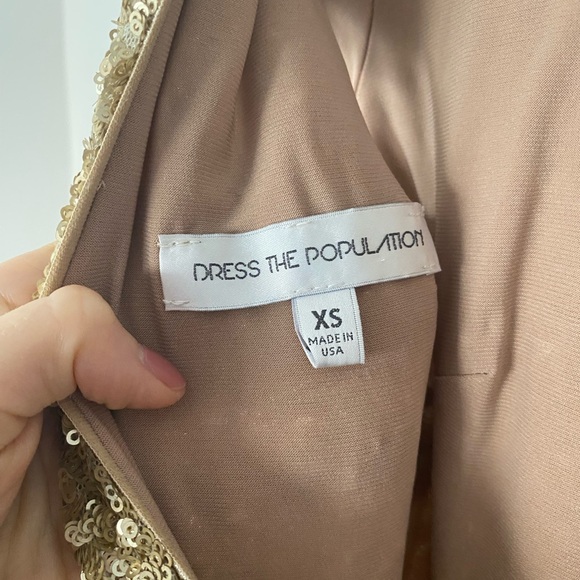 DRESS THE POPULATION
XS
MADE IN
USA